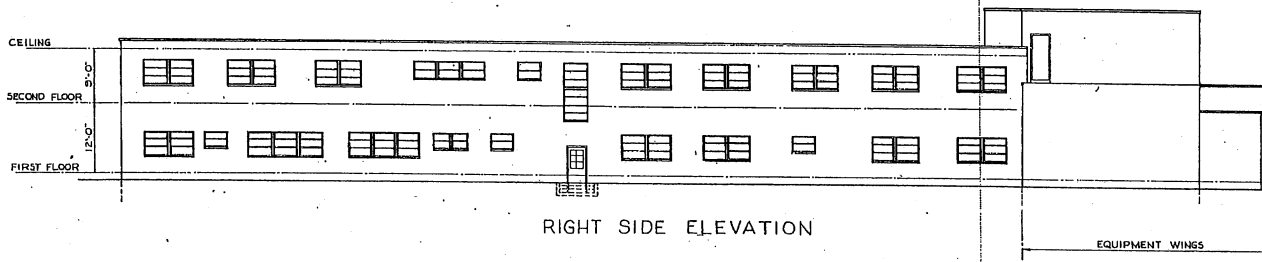 CEILING
9'-0"
SECOND FLOOR
12'-0"
FIRST FLOOR
RIGHT SIDE ELEVATION
EQUIPMENT WINGS